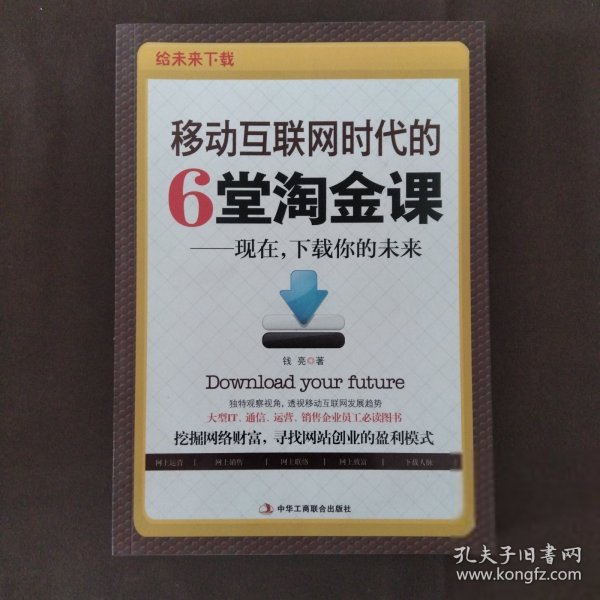 给未来下载
移动互联网时代的
6堂淘金课
——现在，下载你的未来
钱 亮◎著
Download your future
独特观察视角，透视移动互联网发展趋势
大型IT、通信、运营、销售企业员工必读图书
挖掘网络财富，寻找网站创业的盈利模式
网上运营 | 网上销售 | 网上联络 | 网上致富 | 下载人脉
中华工商联合出版社
孔夫子旧书网
www.kongfz.com